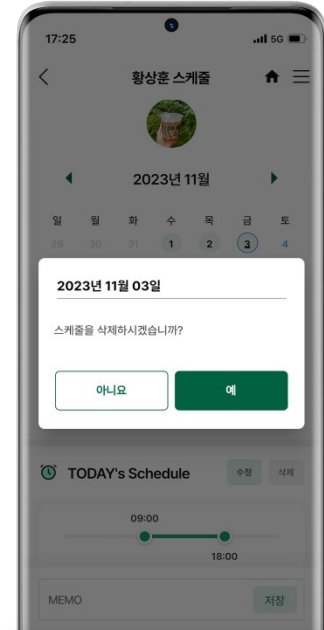 17:25
5G
황상훈 스케줄
2023년 11월
일 월 화 수 목 금 토
29 30 31 1 2 3 4
2023년 11월 03일
스케줄을 삭제하시겠습니까?
아니요 예
TODAY's Schedule 수정 삭제
09:00
18:00
MEMO 저장